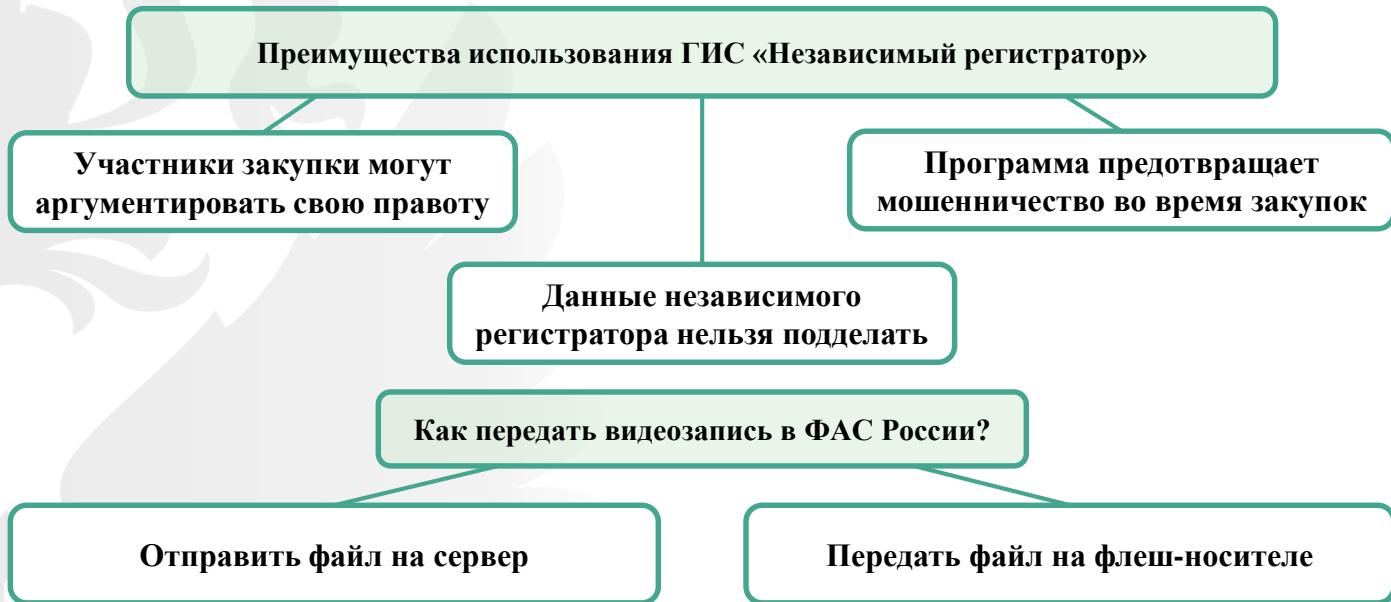 Преимущества использования ГИС «Независимый регистратор»
Участники закупки могут
аргументировать свою правоту
Программа предотвращает
мошенничество во время закупок
Данные независимого
регистратора нельзя подделать
Как передать видеозапись в ФАС России?
Отправить файл на сервер
Передать файл на флеш-носителе